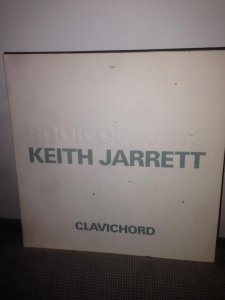 BOOK OF WAYS
KEITH JARRETT
CLAVICHORD